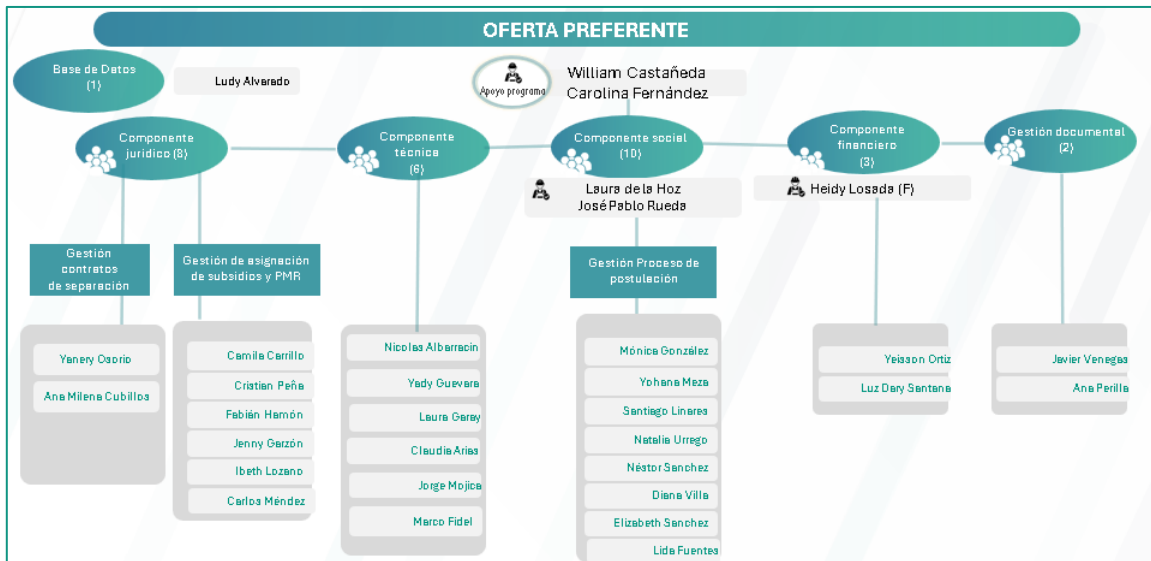 OFERTA PREFERENTE
Base de Datos
(1)
Ludy Alvarado
Apoyo programa
William Castañeda
Carolina Fernández
Componente
jurídico (8)
Componente
técnico
(6)
Componente social
(10)
Componente
financiero
(3)
Gestión documental
(2)
Laura de la Hoz
José Pablo Rueda
Heidy Losada (F)
Gestión
contratos
de separación
Gestión de asignación
de subsidios y PMR
Gestión Proceso de
postulación
Yanery Osorio
Ana Milena Cubillos
Camila Carrillo
Cristian Peña
Fabián Hamón
Jenny Garzón
Ibeth Lozano
Carlos Méndez
Nicolas Albarracin
Yady Guevara
Laura Garay
Claudia Arias
Jorge Mojica
Marco Fidel
Mónica González
Yohana Meza
Santiago Linares
Natalia Urrego
Néstor Sanchez
Diana Villa
Elizabeth Sanchez
Lida Fuentes
Yeisson Ortiz
Luz Dary Santana
Javier Venegas
Ana Perilla